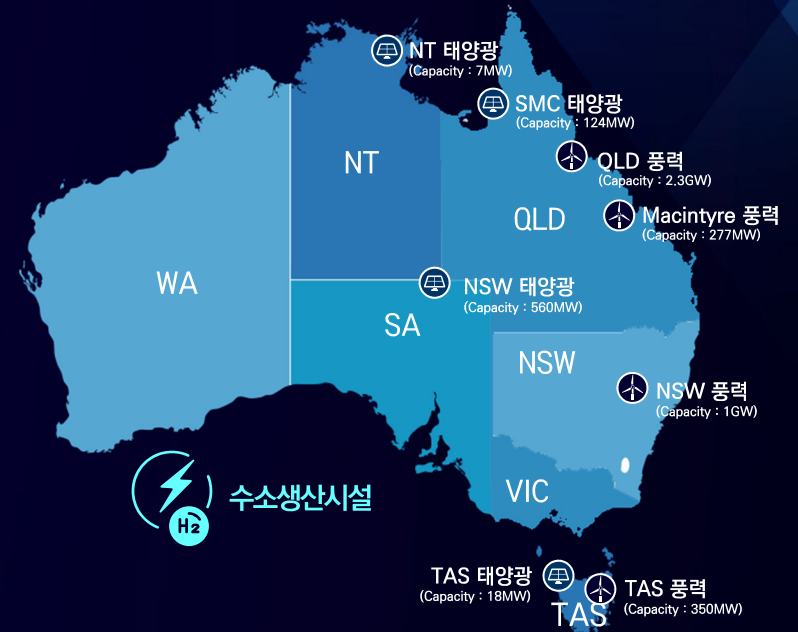 NT 태양광
(Capacity : 7MW)
SMC 태양광
(Capacity : 124MW)
NT
QLD 풍력
(Capacity : 2.3GW)
QLD
Macintyre 풍력
(Capacity : 277MW)
WA
NSW 태양광
(Capacity : 560MW)
SA
NSW
NSW 풍력
(Capacity : 1GW)
VIC
수소생산시설
H2
TAS 태양광
(Capacity : 18MW)
TAS 풍력
(Capacity : 350MW)
TAS